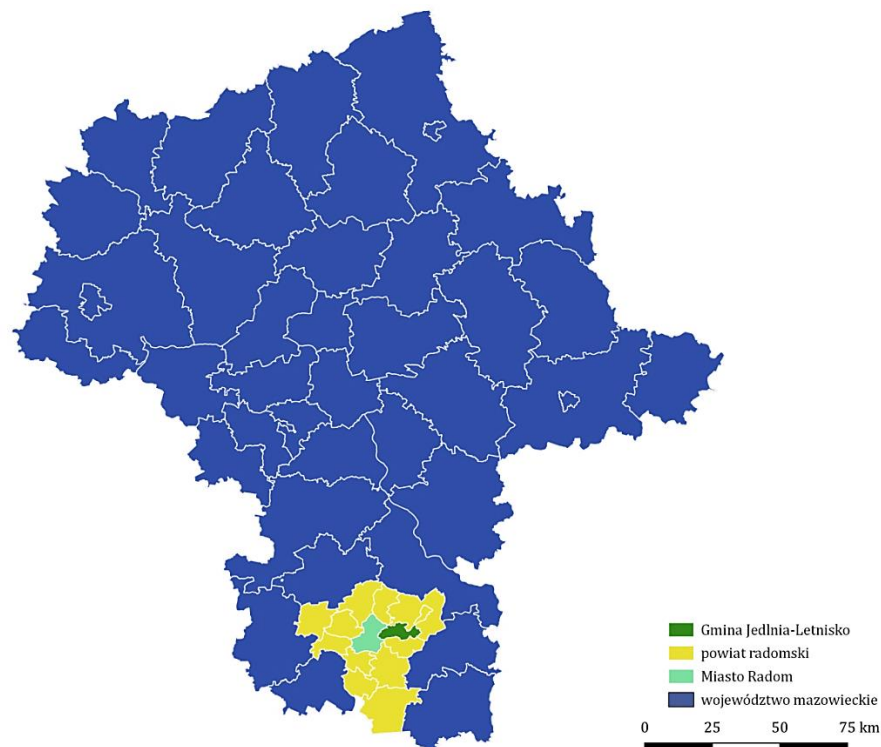 Gmina Jedlnia-Letnisko
powiat radomski
Miasto Radom
województwo mazowieckie
0 25 50 75 km